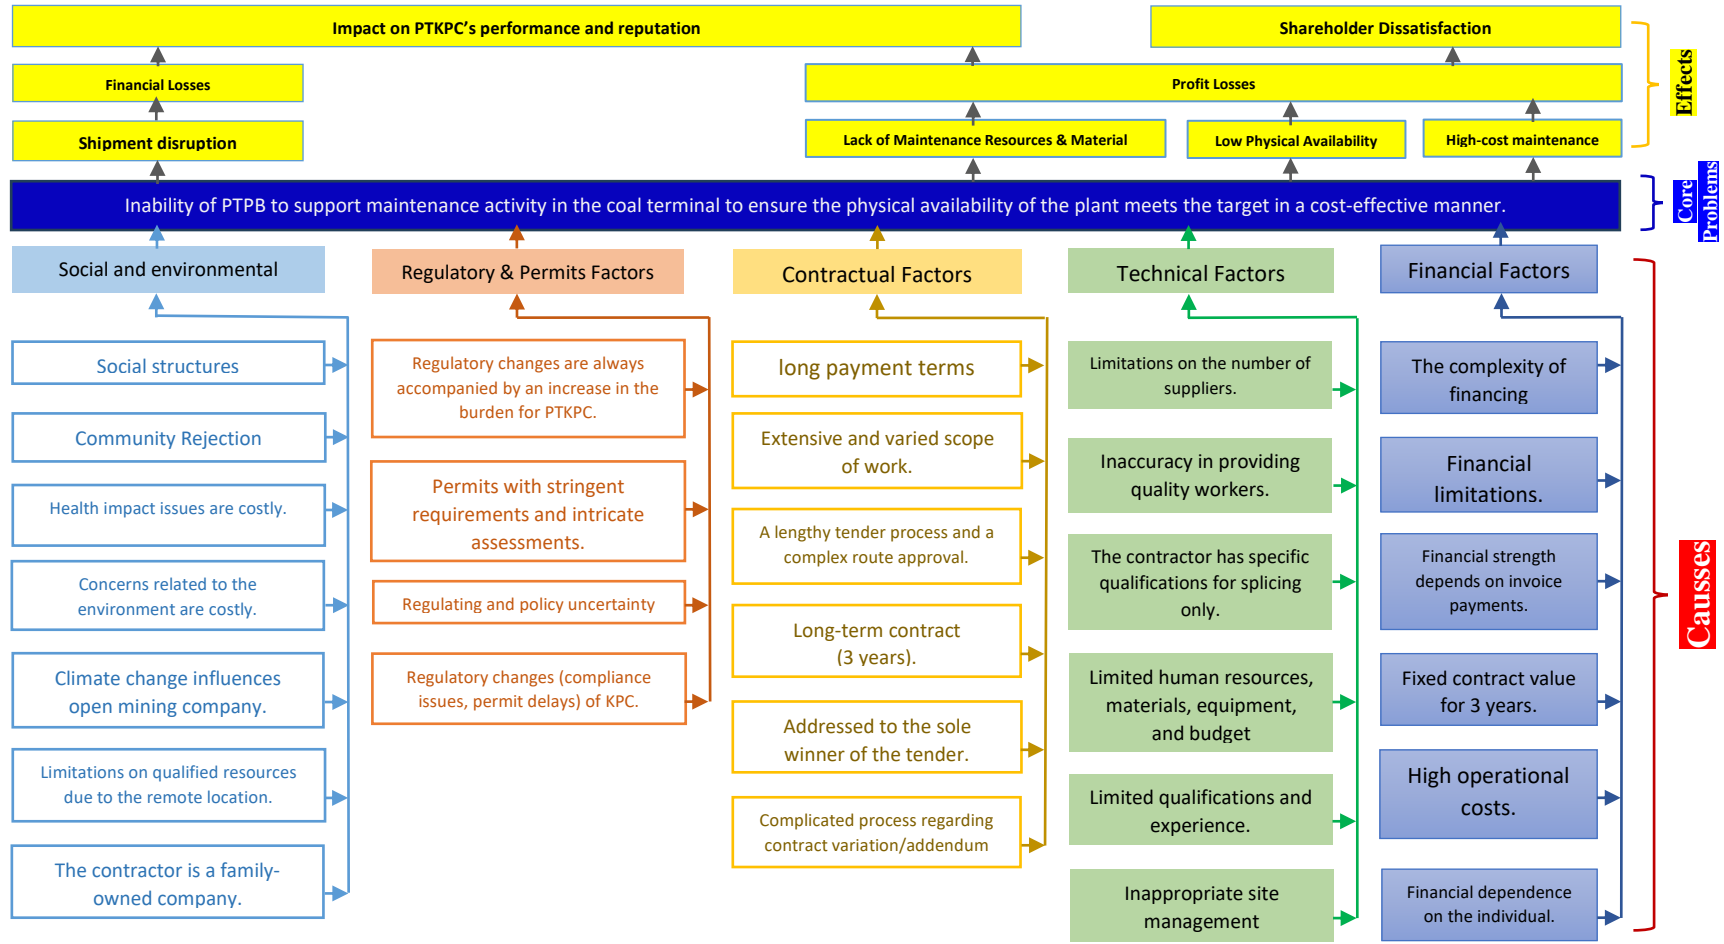 Impact on PTKPC's performance and reputation
Shareholder Dissatisfaction
Financial Losses
Profit Losses
Shipment disruption
Lack of Maintenance Resources & Material
Low Physical Availability
High-cost maintenance
Effects
Inability of PTPB to support maintenance activity in the coal terminal to ensure the physical availability of the plant meets the target in a cost-effective manner.
Core
Problems
Social and environmental
Social structures
Community Rejection
Health impact issues are costly.
Concerns related to the
environment are costly.
Climate change influences
open mining company.
Limitations on qualified resources
due to the remote location.
The contractor is a family-
owned company.
Regulatory & Permits Factors
Regulatory changes are always
accompanied by an increase in the
burden for PTKPC.
Permits with stringent
requirements and intricate
assessments.
Regulating and policy uncertainty
Regulatory changes (compliance
issues, permit delays) of KPC.
Contractual Factors
long payment terms
Extensive and varied scope
of work.
A lengthy tender process and a
complex route approval.
Long-term contract
(3 years).
Addressed to the sole
winner of the tender.
Complicated process regarding
contract variation/addendum
Technical Factors
Limitations on the number of
suppliers.
Inaccuracy in providing
quality workers.
The contractor has specific
qualifications for splicing
only.
Limited human resources,
materials, equipment,
and budget
Limited qualifications and
experience.
Inappropriate site
management
Financial Factors
The complexity of
financing
Financial
limitations.
Financial strength
depends on invoice
payments.
Fixed contract value
for 3 years.
High operational
costs.
Financial dependence
on the individual.
Causses